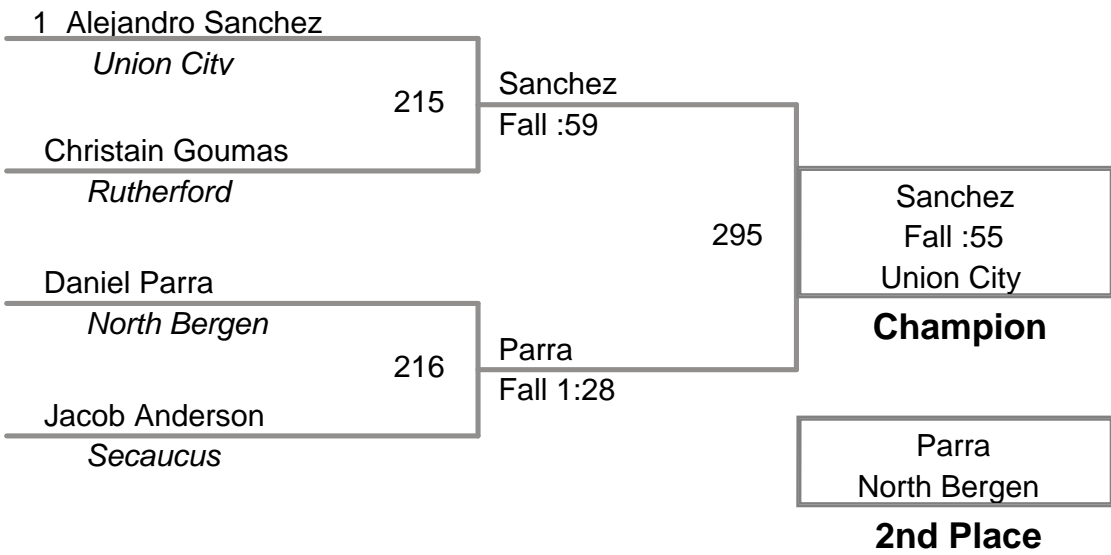 1 Alejandro Sanchez
Union City
215
Sanchez
Fall :59
Christain Goumas
Rutherford
295
Sanchez
Fall :55
Union City
Champion
Daniel Parra
North Bergen
216
Parra
Fall 1:28
Jacob Anderson
Secaucus
Parra
North Bergen
2nd Place